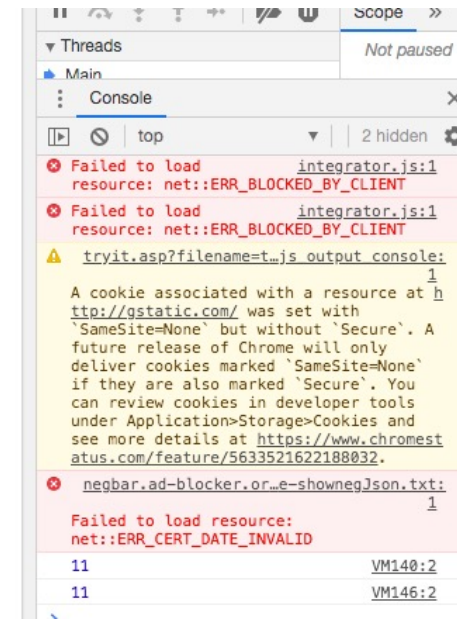 Scope »
Threads
Not paused
Main
Console
top
2 hidden
Failed to load integrator.js:1
resource: net::ERR_BLOCKED_BY_CLIENT
Failed to load integrator.js:1
resource: net::ERR_BLOCKED_BY_CLIENT
tryit.asp?filename=t…js_output_console:
1
A cookie associated with a resource at h
ttp://gstatic.com/ was set with
`SameSite=None` but without `Secure`. A
future release of Chrome will only
deliver cookies marked `SameSite=None`
if they are also marked `Secure`. You
can review cookies in developer tools
under Application>Storage>Cookies and
see more details at https://www.chromest
atus.com/feature/5633521622188032.
negbar.ad-blocker.or…e-shownegJson.txt:
1
Failed to load resource:
net::ERR_CERT_DATE_INVALID
11 VM140:2
11 VM146:2